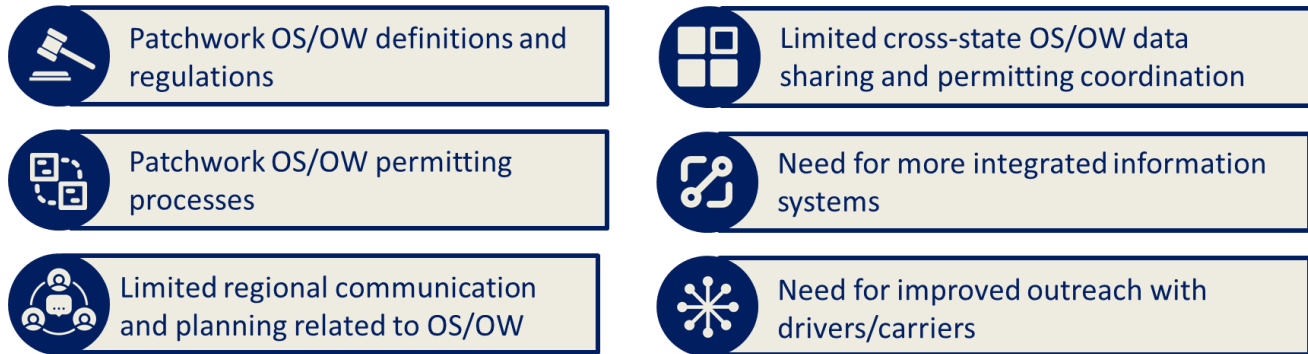 Patchwork OS/OW definitions and
regulations
Patchwork OS/OW permitting
processes
Limited regional communication
and planning related to OS/OW
Limited cross-state OS/OW data
sharing and permitting coordination
Need for more integrated information
systems
Need for improved outreach with
drivers/carriers